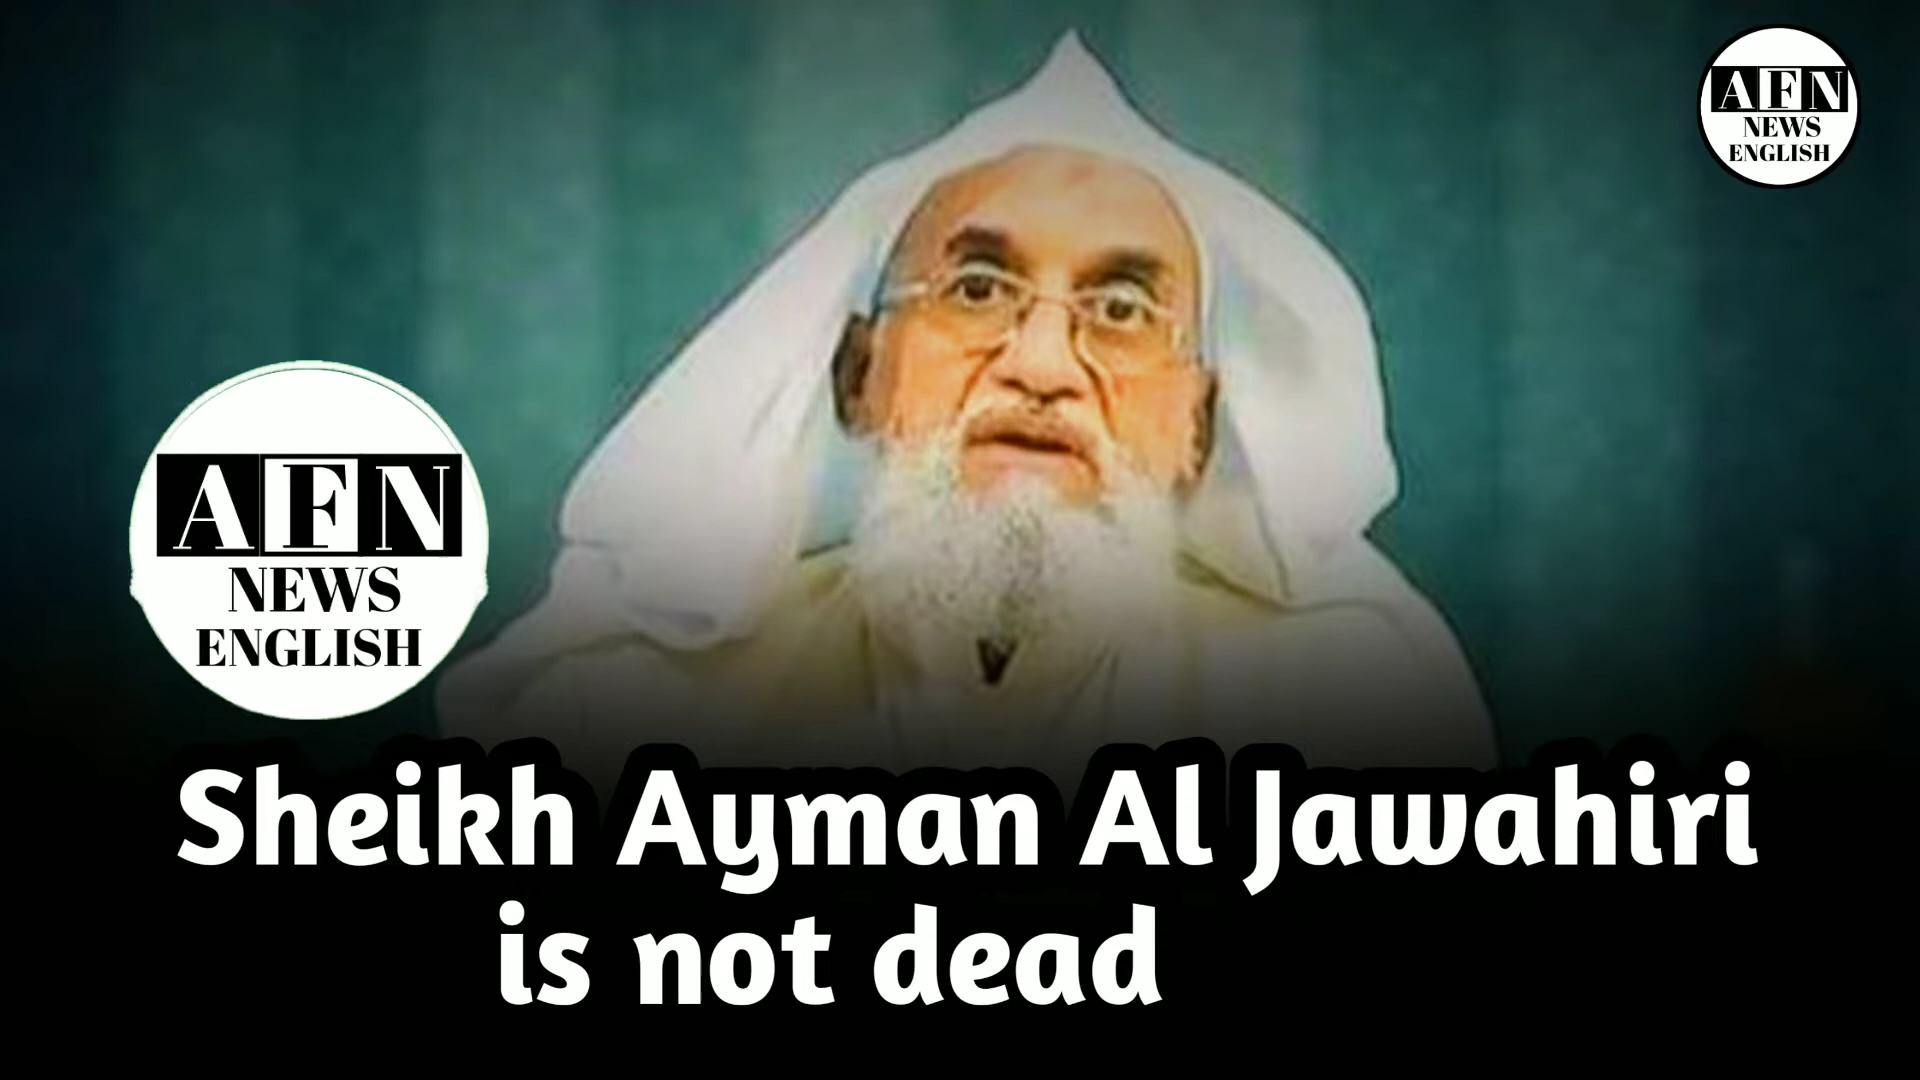 AFN
NEWS
ENGLISH
AFN
NEWS
ENGLISH
Sheikh Ayman Al Jawahiri
is not dead